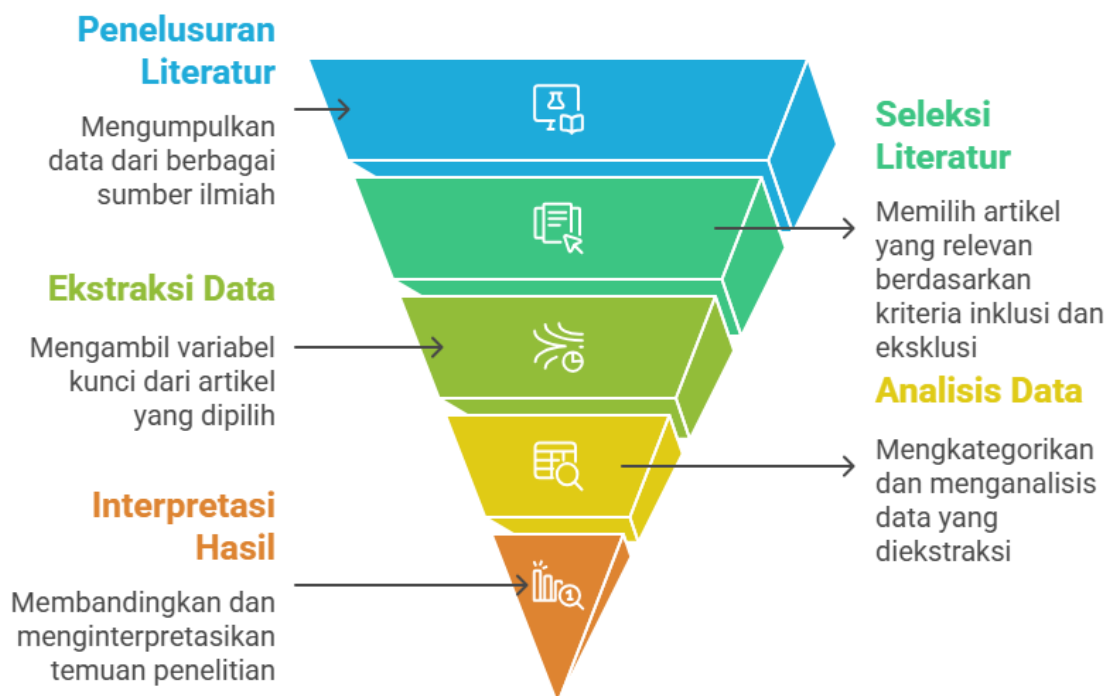 Penelusuran
Literatur
Mengumpulkan
data dari berbagai
sumber ilmiah
Seleksi
Literatur
Memilih artikel
yang relevan
berdasarkan
kriteria inklusi dan
eksklusi
Ekstraksi Data
Mengambil variabel
kunci dari artikel
yang dipilih
Analisis Data
Mengkategorikan
dan menganalisis
data yang
diekstraksi
Interpretasi
Hasil
Membandingkan dan
menginterpretasikan
temuan penelitian
1